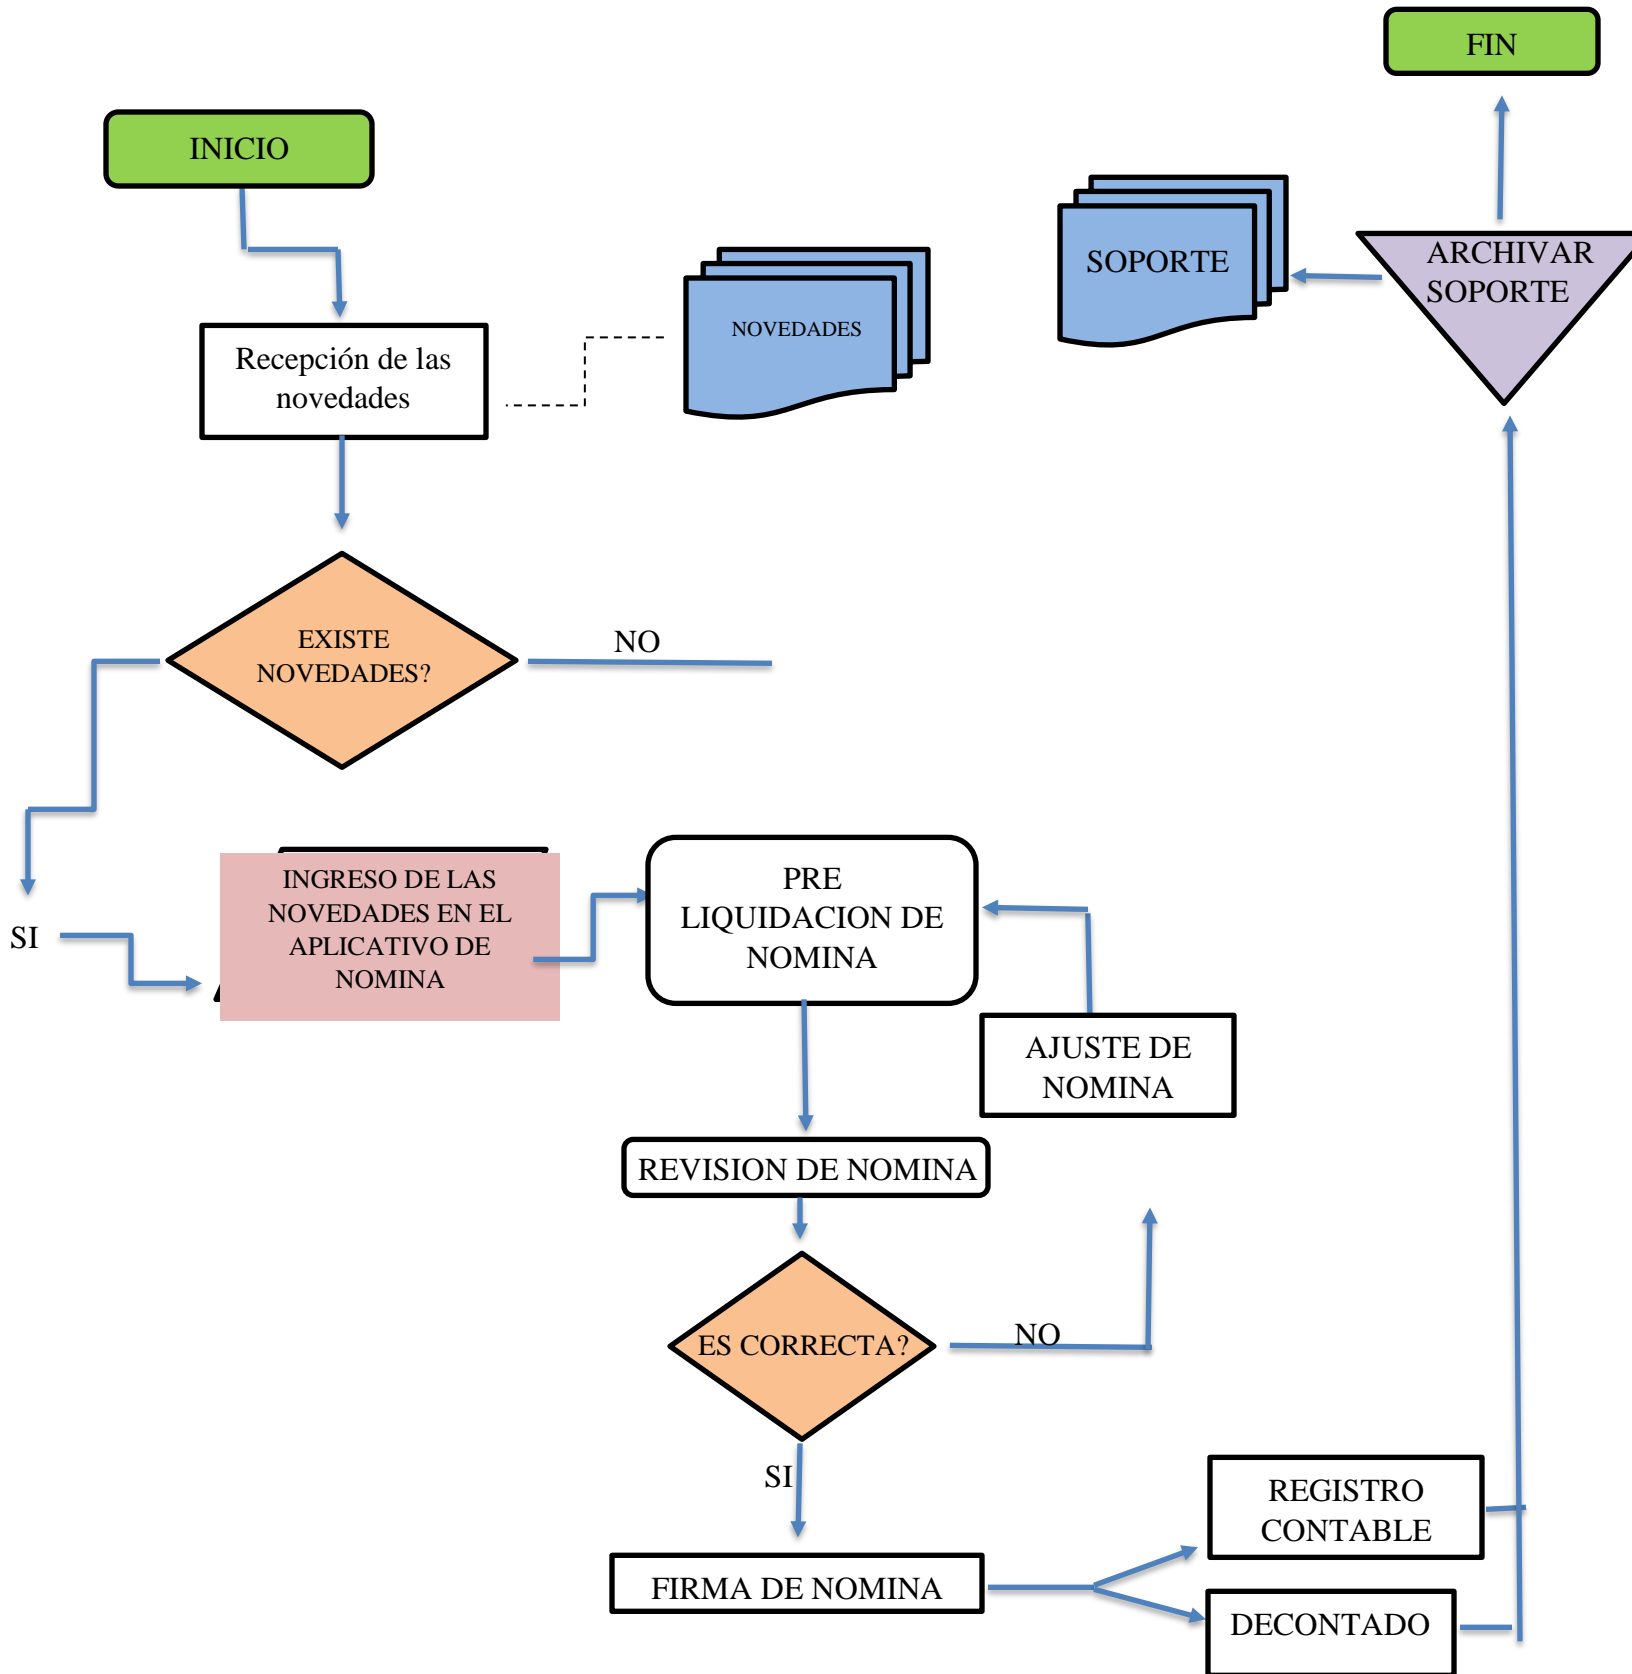 FIN
INICIO
ARCHIVAR
SOPORTE
SOPORTE
NOVEDADES
Recepción de las
novedades
EXISTE
NOVEDADES?
NO
INGRESO DE LAS
NOVEDADES EN EL
APLICATIVO DE
NOMINA
PRE
LIQUIDACION DE
NOMINA
SI
AJUSTE DE
NOMINA
REVISION DE NOMINA
ES CORRECTA?
NO
SI
REGISTRO
CONTABLE
FIRMA DE NOMINA
DECONTADO